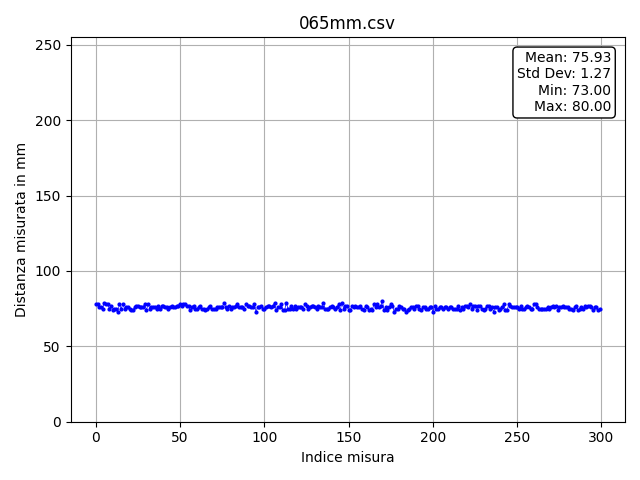 065mm.csv
Mean: 75.93
Std Dev: 1.27
Min: 73.00
Max: 80.00
Distanza misurata in mm
250
200
150
100
50
0
0 50 100 150 200 250 300
Indice misura